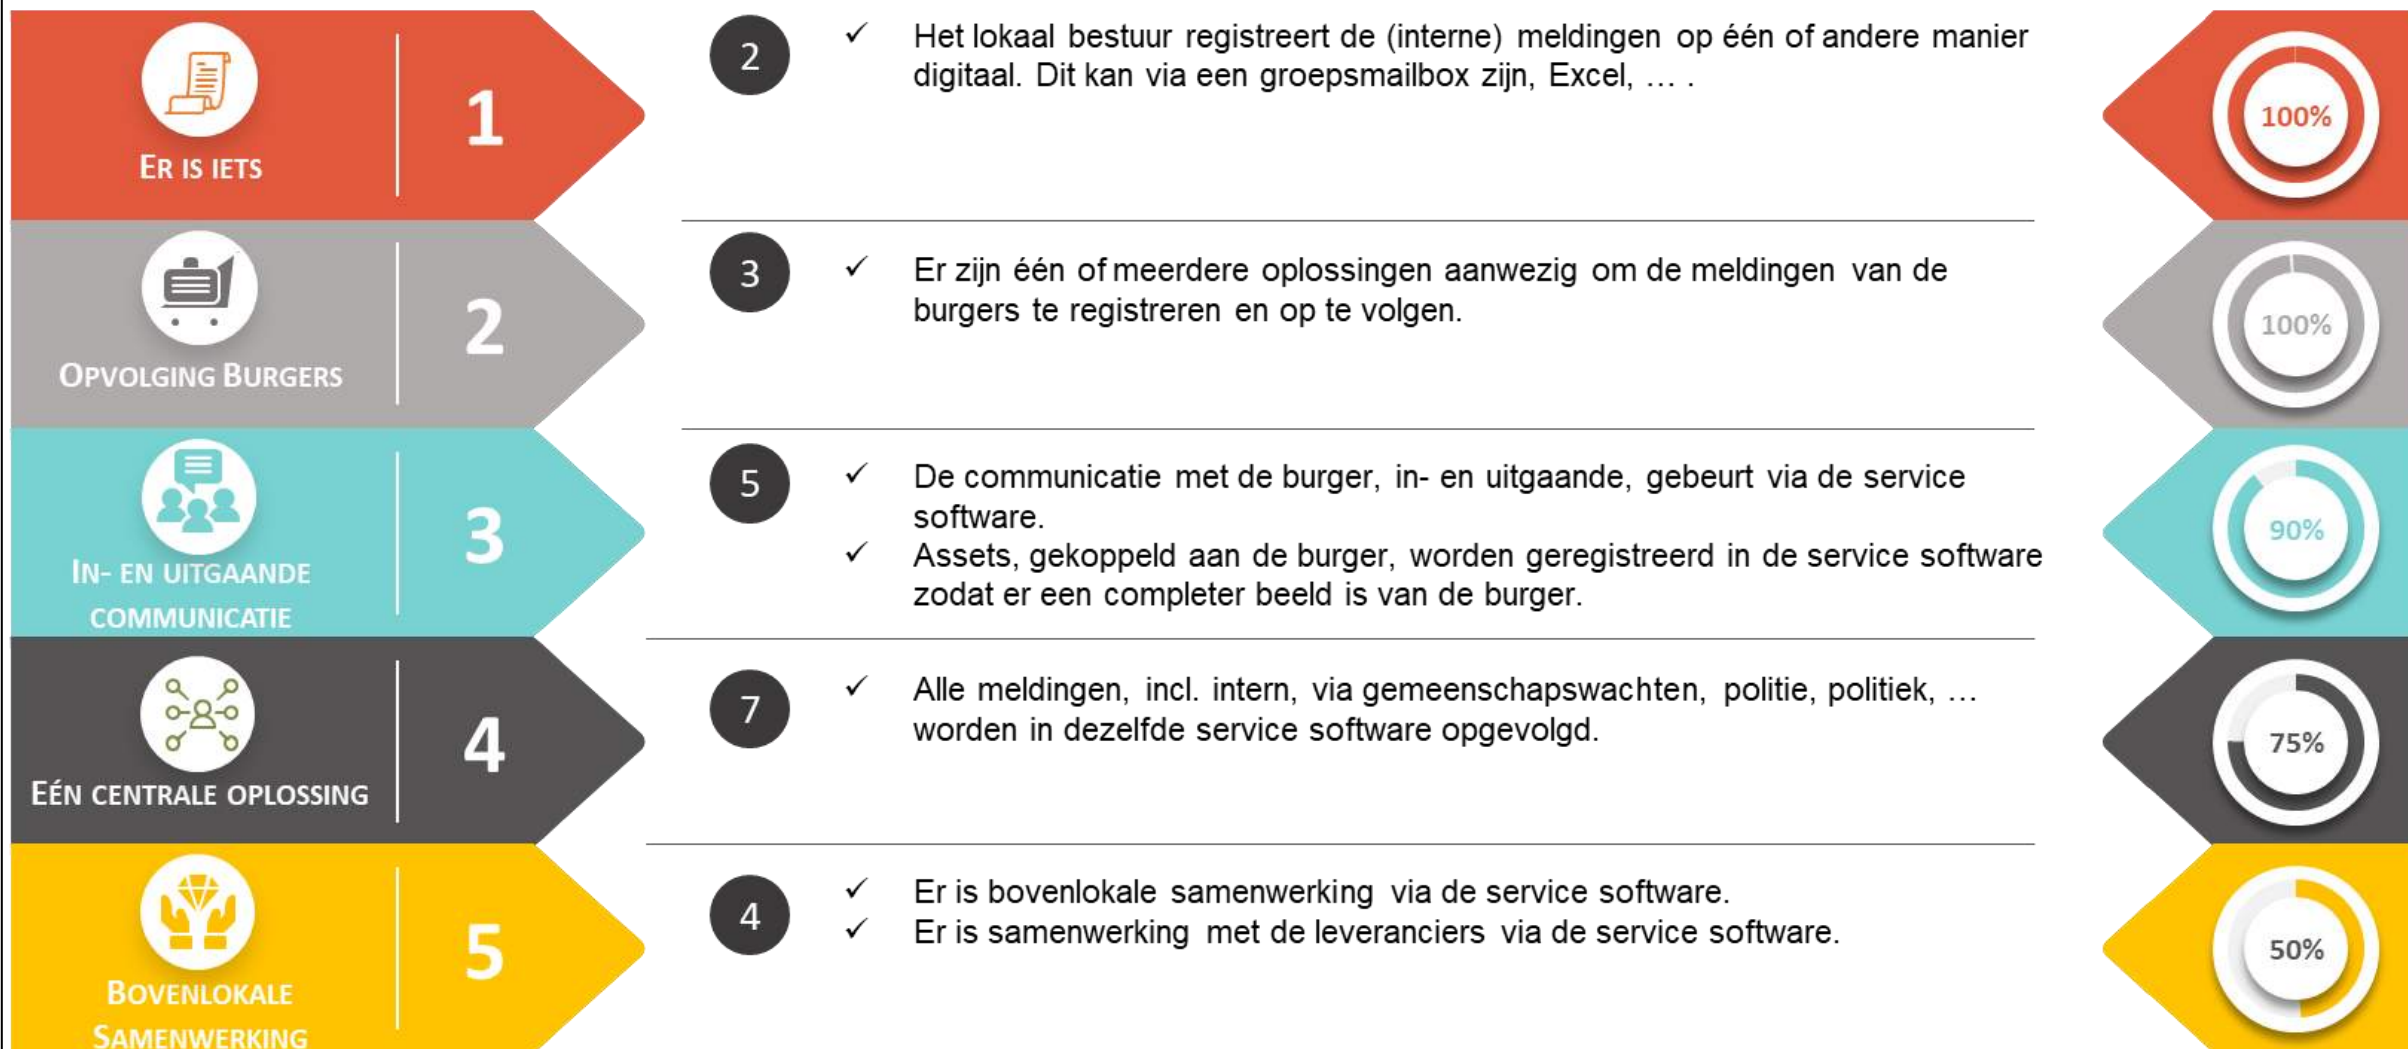 ER IS IETS
1
2
✓ Het lokaal bestuur registreert de (interne) meldingen op één of andere manier
digitaal. Dit kan via een groepsmailbox zijn, Excel, … .
100%
OPVOLGING BURGERS
2
3
✓ Er zijn één of meerdere oplossingen aanwezig om de meldingen van de
burgers te registreren en op te volgen.
100%
IN- EN UITGAANDE
COMMUNICATIE
3
5
✓ De communicatie met de burger, in- en uitgaande, gebeurt via de service
software.
✓ Assets, gekoppeld aan de burger, worden geregistreerd in de service software
zodat er een completer beeld is van de burger.
90%
EÉN CENTRALE OPLOSSING
4
7
✓ Alle meldingen, incl. intern, via gemeenschapswachten, politie, politiek, …
worden in dezelfde service software opgevolgd.
75%
BOVENLOKALE
SAMENWERKING
5
4
✓ Er is bovenlokale samenwerking via de service software.
✓ Er is samenwerking met de leveranciers via de service software.
50%